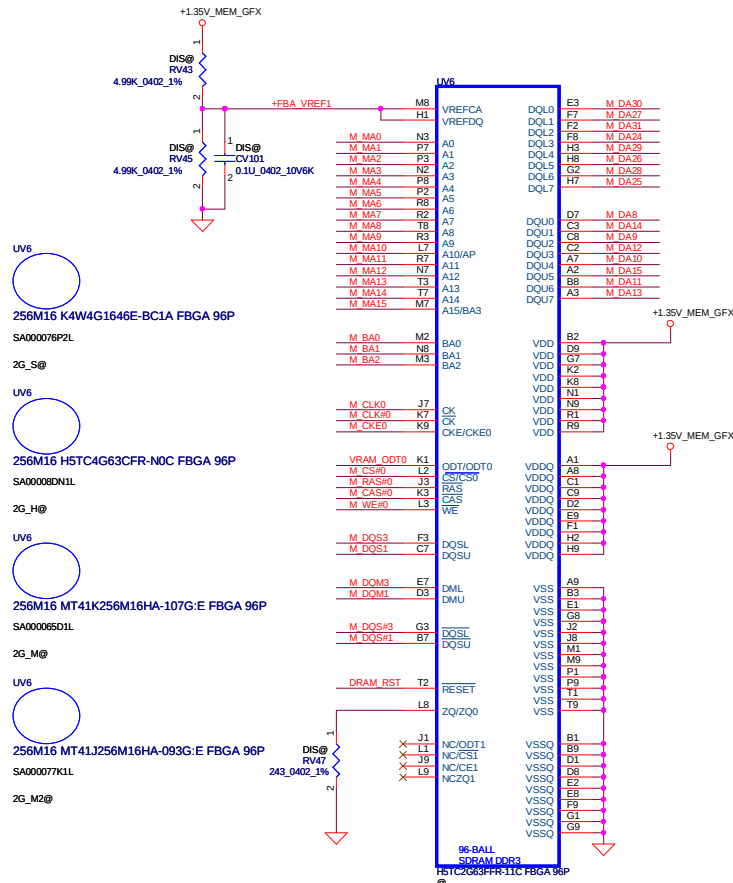 +1.35V_MEM_GFX
1
DIS@
RV43
4.99K_0402_1%
2
+FBA_VREF1
1
DIS@
RV45
4.99K_0402_1%
2
1
DIS@
CV101
0.1U_0402_10V6K
2
UV6
256M16 K4W4G1646E-BC1A FBGA 96P
SA000076P2L
2G_S@
UV6
256M16 H5TC4G63CFR-N0C FBGA 96P
SA00008DN1L
2G_H@
UV6
256M16 MT41K256M16HA-107G:E FBGA 96P
SA000065D1L
2G_M@
UV6
256M16 MT41J256M16HA-093G:E FBGA 96P
SA000077K1L
2G_M2@
UV6
M8 VREFCA
H1 VREFDQ
M_MA0 N3 A0
M_MA1 P7 A1
M_MA2 P3 A2
M_MA3 N2 A3
M_MA4 P8 A4
M_MA5 P2 A5
M_MA6 R8 A6
M_MA7 R2 A7
M_MA8 T8 A8
M_MA9 R3 A9
M_MA10 L7 A10/AP
M_MA11 R7 A11
M_MA12 N7 A12
M_MA13 T3 A13
M_MA14 T7 A14
M_MA15 M7 A15/BA3
M_BA0 M2 BA0
M_BA1 N8 BA1
M_BA2 M3 BA2
M_CLK0 J7 CK
M_CLK#0 K7 CK
M_CKE0 K9 CKE/CKE0
VRAM_ODT0 K1 ODT/ODT0
M_CS#0 L2 CS/CS0
M_RAS#0 J3 RAS
M_CAS#0 K3 CAS
M_WE#0 L3 WE
M_DQS3 F3 DQSL
M_DQS1 C7 DQSU
M_DQM3 E7 DML
M_DQM1 D3 DMU
M_DQS#3 G3 DQSL
M_DQS#1 B7 DQSU
DRAM_RST T2 RESET
L8 ZQ/ZQ0
1
DIS@
RV47
243_0402_1%
2
J1 NC/ODT1
L1 NC/CS1
J9 NC/CE1
L9 NCZQ1
DQL0 E3 M_DA30
DQL1 F7 M_DA27
DQL2 F2 M_DA31
DQL3 F8 M_DA24
DQL4 H3 M_DA29
DQL5 H8 M_DA26
DQL6 G2 M_DA28
DQL7 H7 M_DA25
DQU0 D7 M_DA8
DQU1 C3 M_DA14
DQU2 C8 M_DA9
DQU3 C2 M_DA12
DQU4 A7 M_DA10
DQU5 A2 M_DA15
DQU6 B8 M_DA11
DQU7 A3 M_DA13
+1.35V_MEM_GFX
VDD B2
VDD D9
VDD G7
VDD K2
VDD K8
VDD N1
VDD N9
VDD R1
VDD R9
+1.35V_MEM_GFX
VDDQ A1
VDDQ A8
VDDQ C1
VDDQ C9
VDDQ D2
VDDQ E9
VDDQ F1
VDDQ H2
VDDQ H9
VSS A9
VSS B3
VSS E1
VSS G8
VSS J2
VSS J8
VSS M1
VSS M9
VSS P1
VSS P9
VSS T1
VSS T9
VSSQ B1
VSSQ B9
VSSQ D1
VSSQ D8
VSSQ E2
VSSQ E8
VSSQ F9
VSSQ G1
VSSQ G9
96-BALL
SDRAM DDR3
H5TC2G63FFR-11C FBGA 96P
@